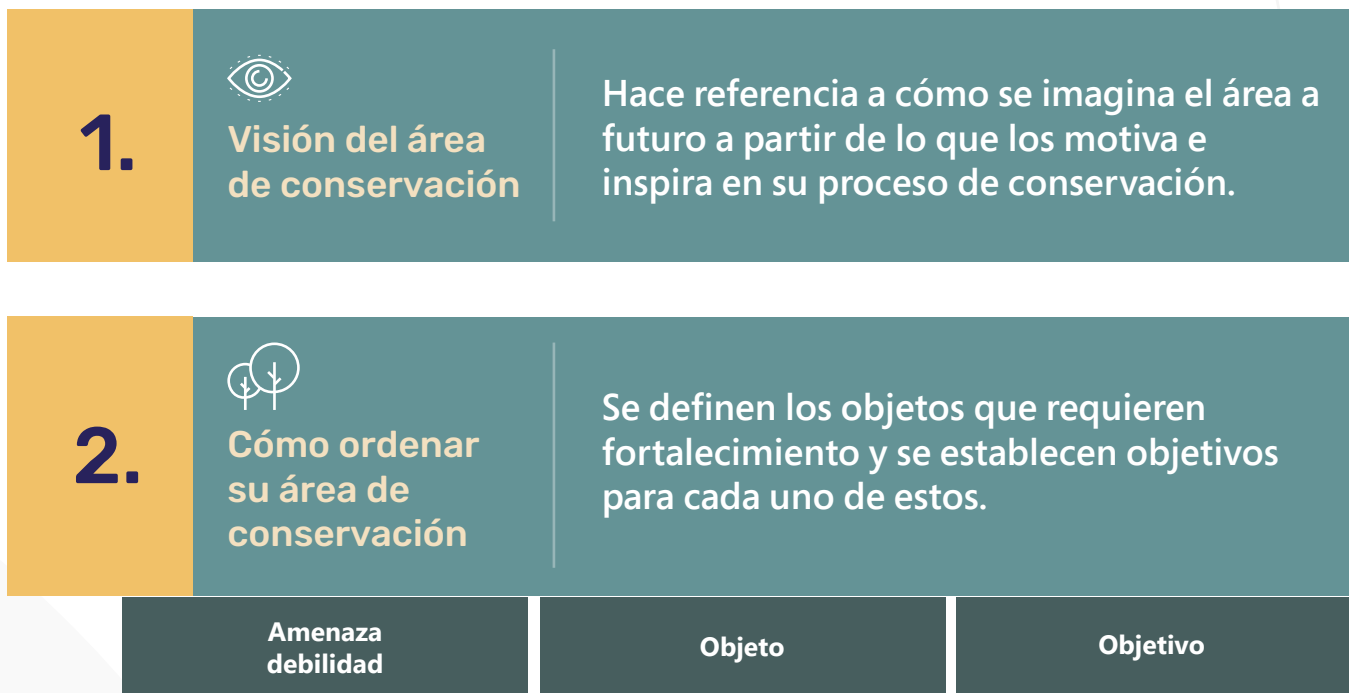 1.
Visión del área
de conservación
Hace referencia a cómo se imagina el área a
futuro a partir de lo que los motiva e
inspira en su proceso de conservación.
2.
Cómo ordenar
su área de
conservación
Se definen los objetos que requieren
fortalecimiento y se establecen objetivos
para cada uno de estos.
Amenaza
debilidad
Objeto
Objetivo